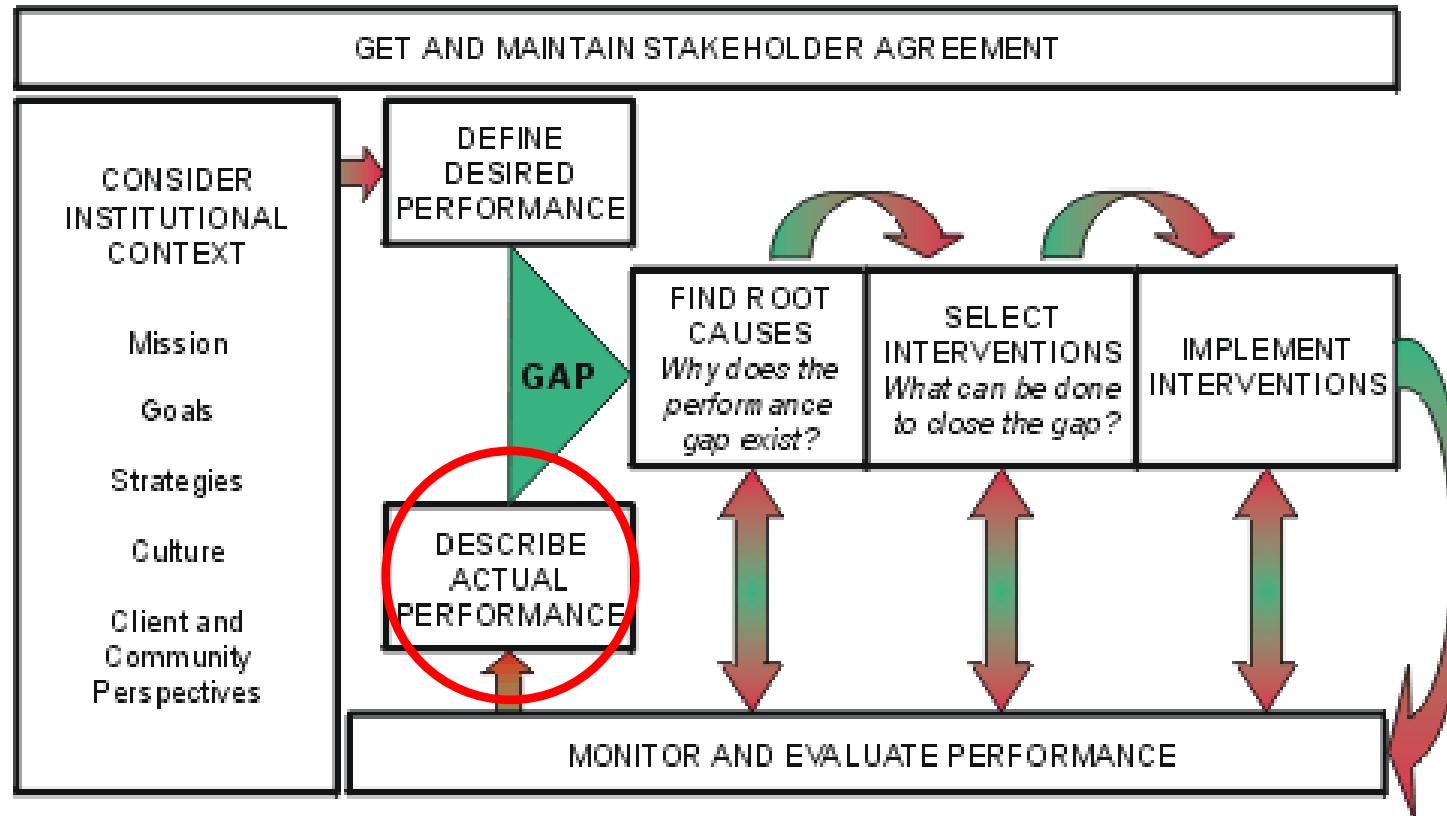 GET AND MAINTAIN STAKEHOLDER AGREEMENT
CONSIDER
INSTITUTIONAL
CONTEXT
Mission
Goals
Strategies
Culture
Client and
Community
Perspectives
DEFINE
DESIRED
PERFORMANCE
GAP
DESCRIBE
ACTUAL
PERFORMANCE
FIND ROOT
CAUSES
Why does the
performance
gap exist?
SELECT
INTERVENTIONS
What can be done
to close the gap?
IMPLEMENT
INTERVENTIONS
MONITOR AND EVALUATE PERFORMANCE